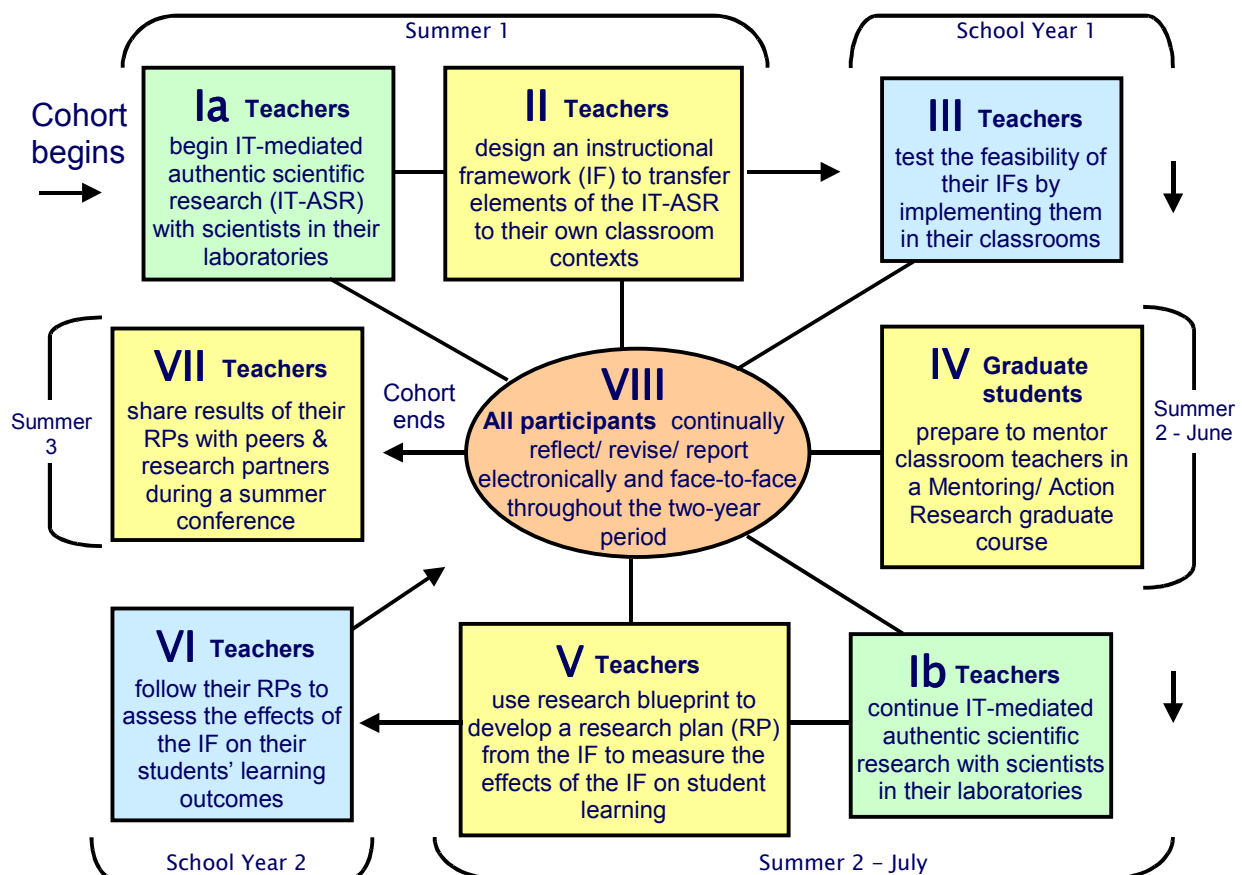 Summer 1
School Year 1
Cohort
begins
Ia Teachers
begin IT-mediated
authentic scientific
research (IT-ASR)
with scientists in their
laboratories
II Teachers
design an instructional
framework (IF) to transfer
elements of the IT-ASR
to their own classroom
contexts
III Teachers
test the feasibility of
their IFs by
implementing them
in their classrooms
Summer
3
VII Teachers
share results of their
RPs with peers &
research partners
during a summer
conference
Cohort
ends
VIII
All participants continually
reflect/ revise/ report
electronically and face-to-face
throughout the two-year
period
IV Graduate
students
prepare to mentor
classroom teachers in
a Mentoring/ Action
Research graduate
course
Summer
2 - June
VI Teachers
follow their RPs to
assess the effects of
the IF on their
students’ learning
outcomes
V Teachers
use research blueprint to
develop a research plan (RP)
from the IF to measure the
effects of the IF on student
learning
Ib Teachers
continue IT-mediated
authentic scientific
research with scientists
in their laboratories
School Year 2
Summer 2 – July